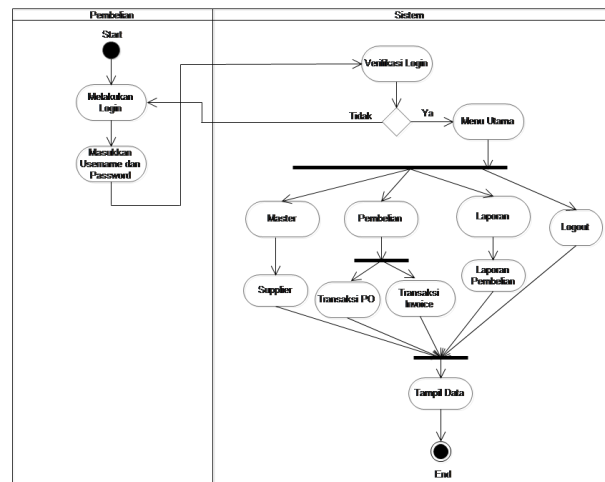 Pembelian
Sistem
Start
Verifikasi Login
Melakukan
Login
Tidak
Ya
Menu Utama
Masukkan
Username dan
Password
Master
Pembelian
Laporan
Logout
Supplier
Transaksi PO
Transaksi
Invoice
Laporan
Pembelian
Tampil Data
End